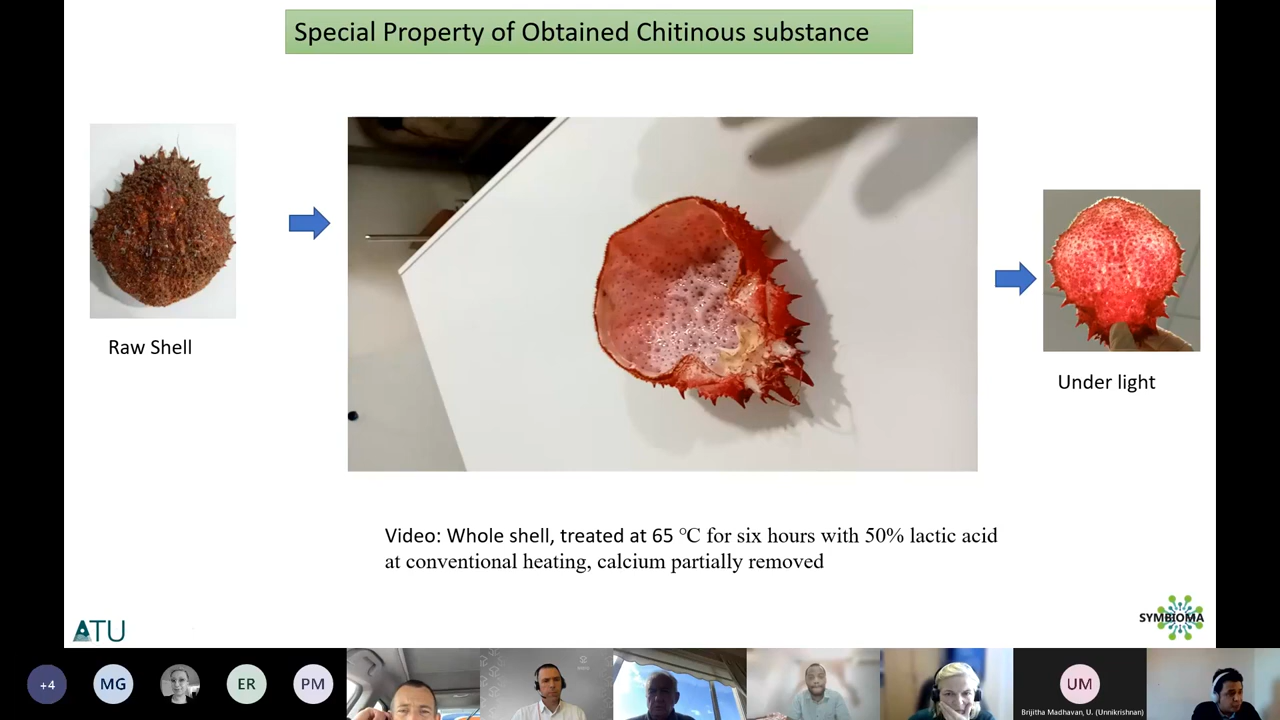 Special Property of Obtained Chitinous substance
Raw Shell
Under light
Video: Whole shell, treated at 65 °C for six hours with 50% lactic acid
at conventional heating, calcium partially removed
ATU
SYMBIOMA
+4
MG
ER
PM
UM
Brijitha Madhavan, U. (Unnikrishnan)